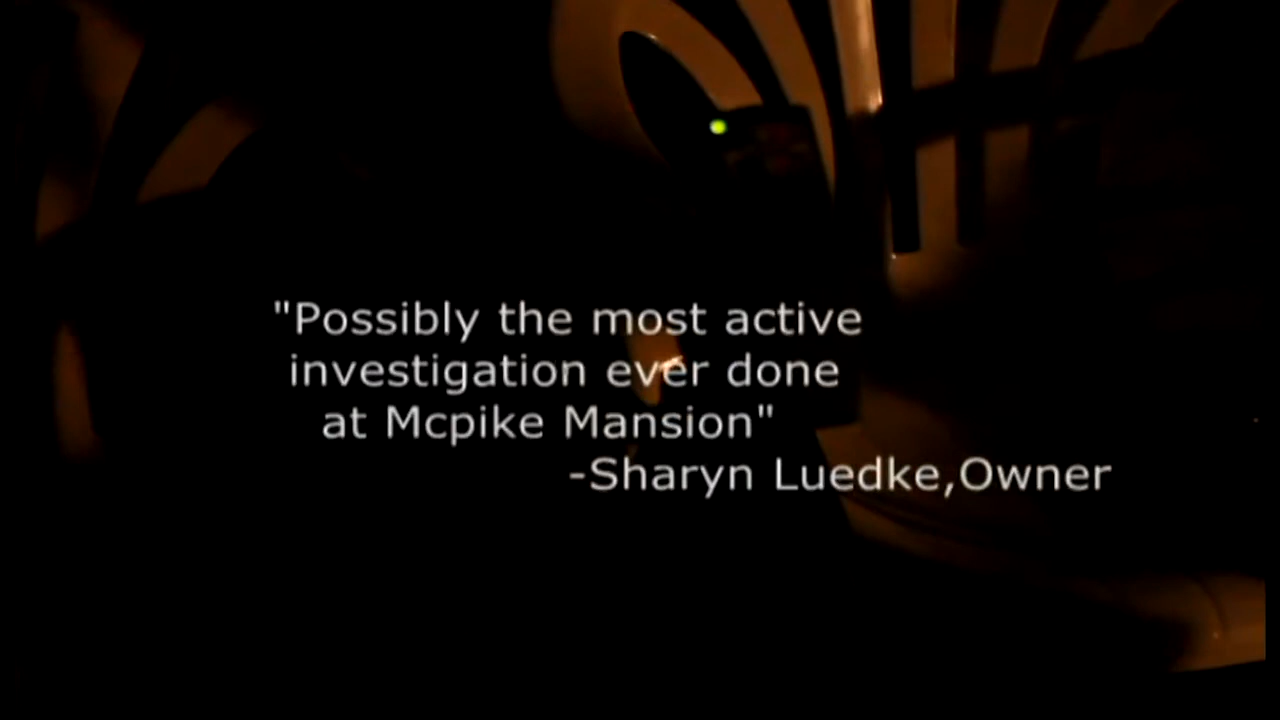 "Possibly the most active
investigation ever done
at Mcpike Mansion"
-Sharyn Luedke,Owner